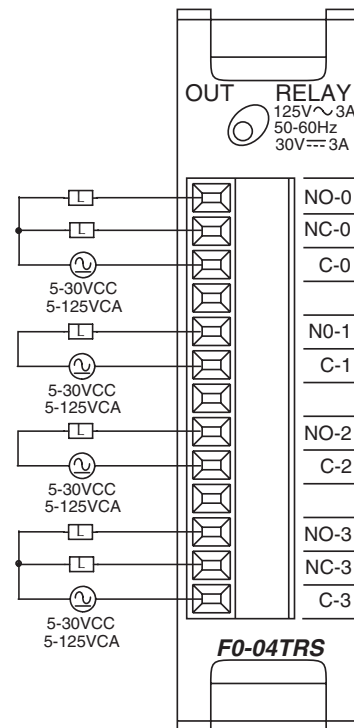 OUT RELAY
125V∿3A
50-60Hz
30V⎓3A
L NO-0
L NC-0
C-0
5-30VCC
5-125VCA
L N0-1
C-1
5-30VCC
5-125VCA
L NO-2
C-2
5-30VCC
5-125VCA
L NO-3
L NC-3
C-3
5-30VCC
5-125VCA
F0-04TRS